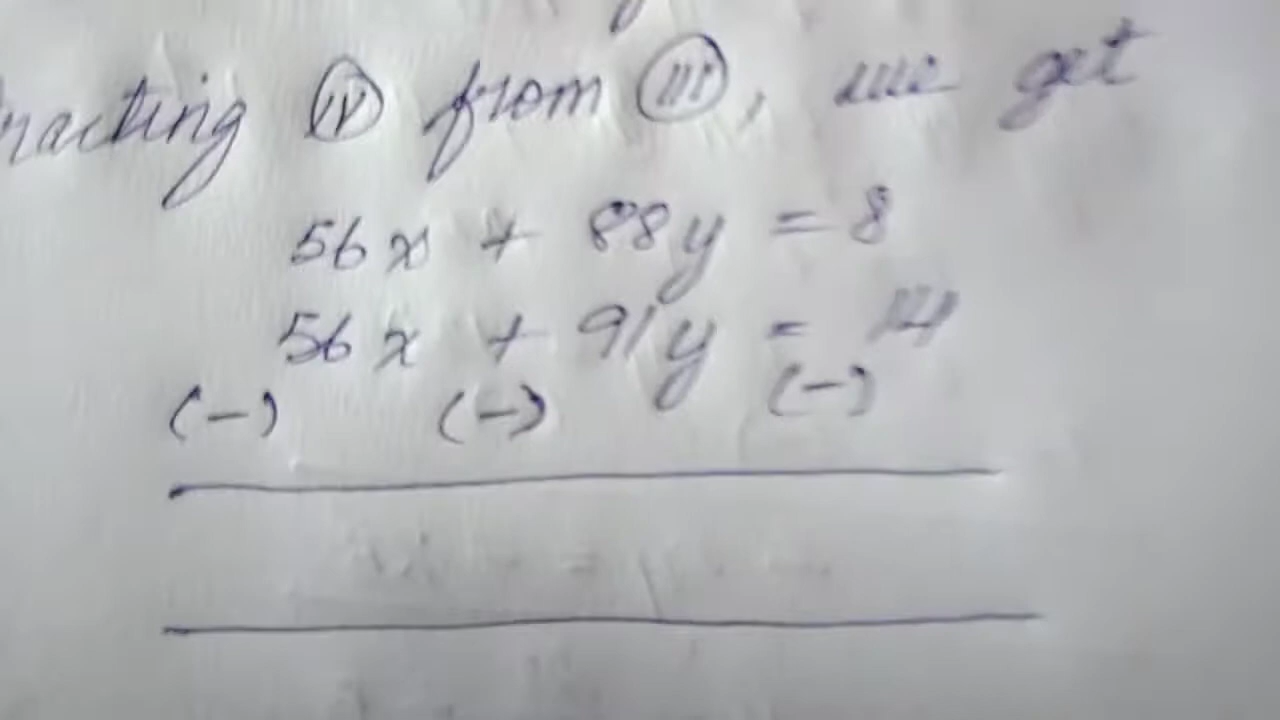 racting (IV) from (III), we get
56x + 88y = 8
56x + 91y = 14
(-) (-) (-)